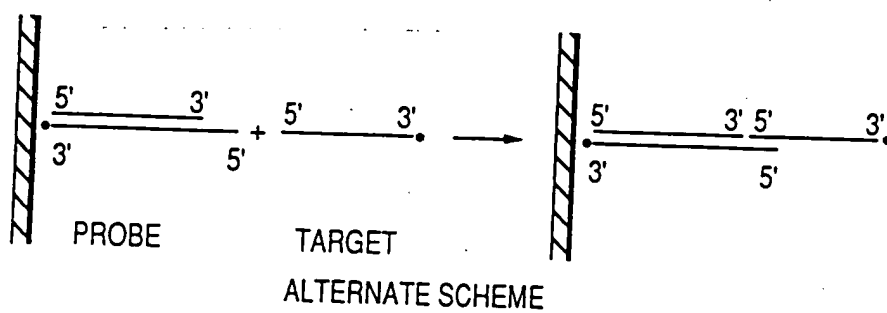 5' 3' 5' 3' 5' 3' 5' 3'
+
3' 5' 3' 5'
PROBE TARGET
ALTERNATE SCHEME